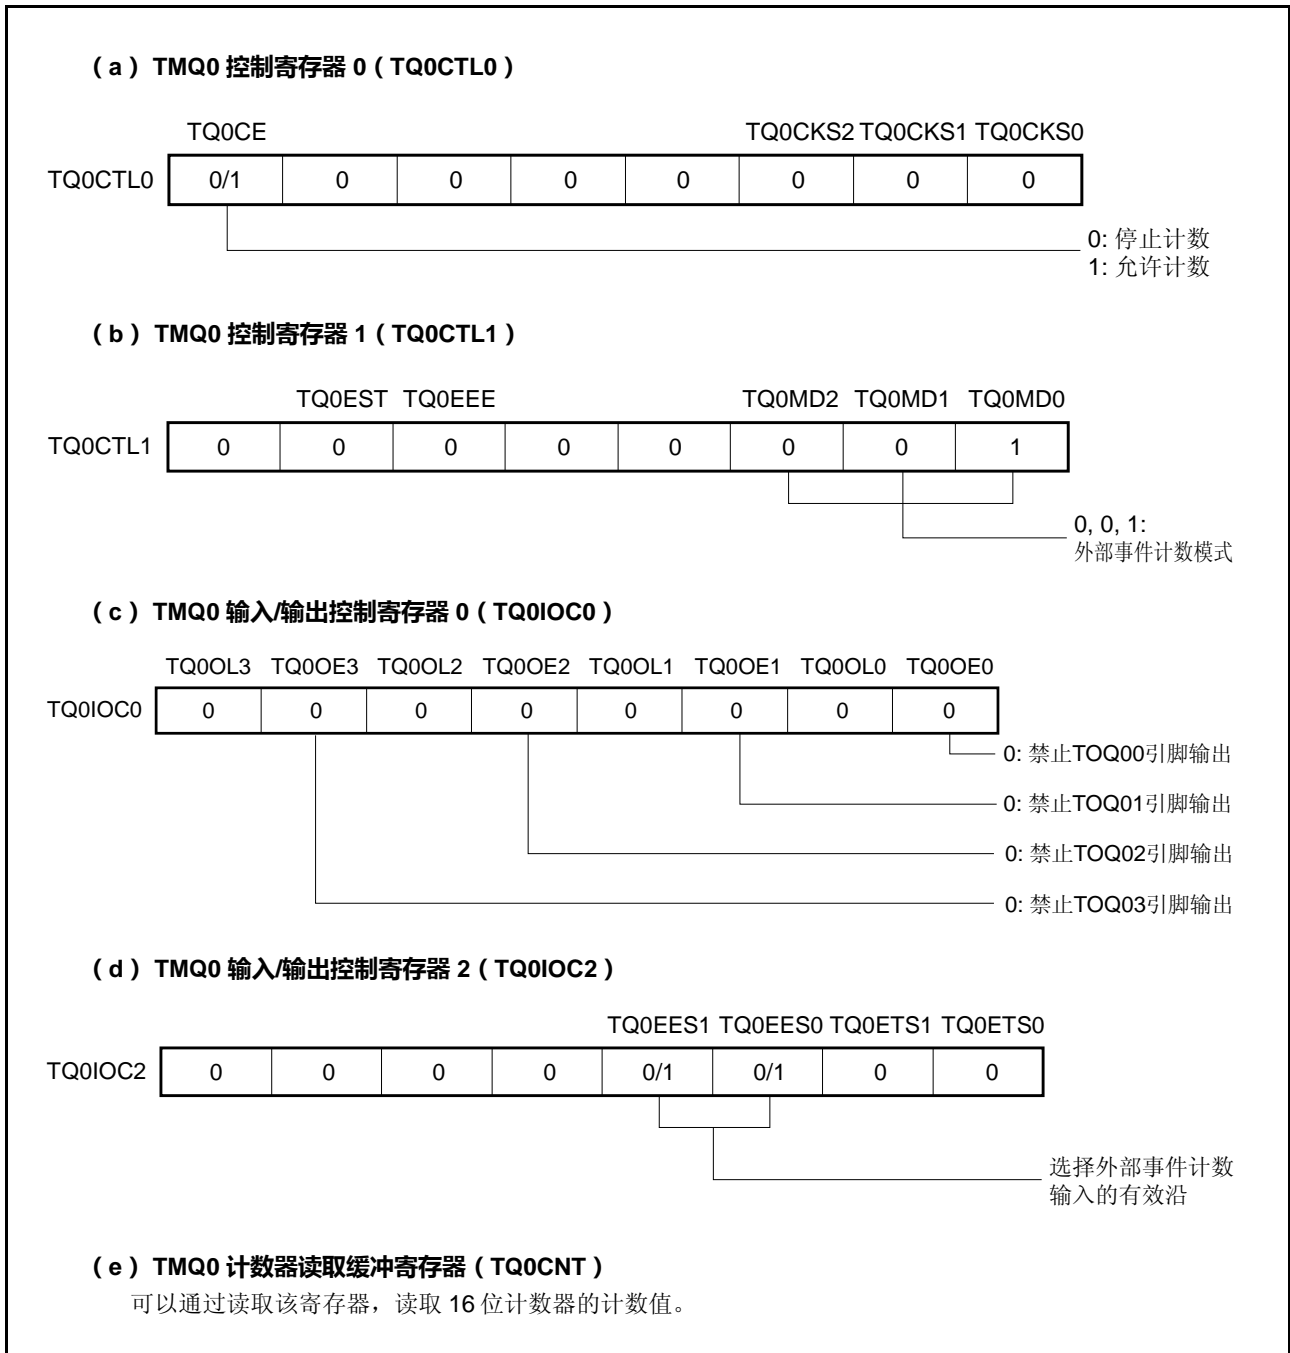 （a） TMQ0 控制寄存器 0（TQ0CTL0）
TQ0CE TQ0CKS2 TQ0CKS1 TQ0CKS0
TQ0CTL0 0/1 0 0 0 0 0 0 0
0: 停止计数
1: 允许计数
（b） TMQ0 控制寄存器 1（TQ0CTL1）
TQ0EST TQ0EEE TQ0MD2 TQ0MD1 TQ0MD0
TQ0CTL1 0 0 0 0 0 0 0 1
0, 0, 1:
外部事件计数模式
（c） TMQ0 输入/输出控制寄存器 0（TQ0IOC0）
TQ0OL3 TQ0OE3 TQ0OL2 TQ0OE2 TQ0OL1 TQ0OE1 TQ0OL0 TQ0OE0
TQ0IOC0 0 0 0 0 0 0 0 0
0: 禁止TOQ00引脚输出
0: 禁止TOQ01引脚输出
0: 禁止TOQ02引脚输出
0: 禁止TOQ03引脚输出
（d） TMQ0 输入/输出控制寄存器 2（TQ0IOC2）
TQ0EES1 TQ0EES0 TQ0ETS1 TQ0ETS0
TQ0IOC2 0 0 0 0 0/1 0/1 0 0
选择外部事件计数
输入的有效沿
（e） TMQ0 计数器读取缓冲寄存器（TQ0CNT）
可以通过读取该寄存器，读取 16 位计数器的计数值。